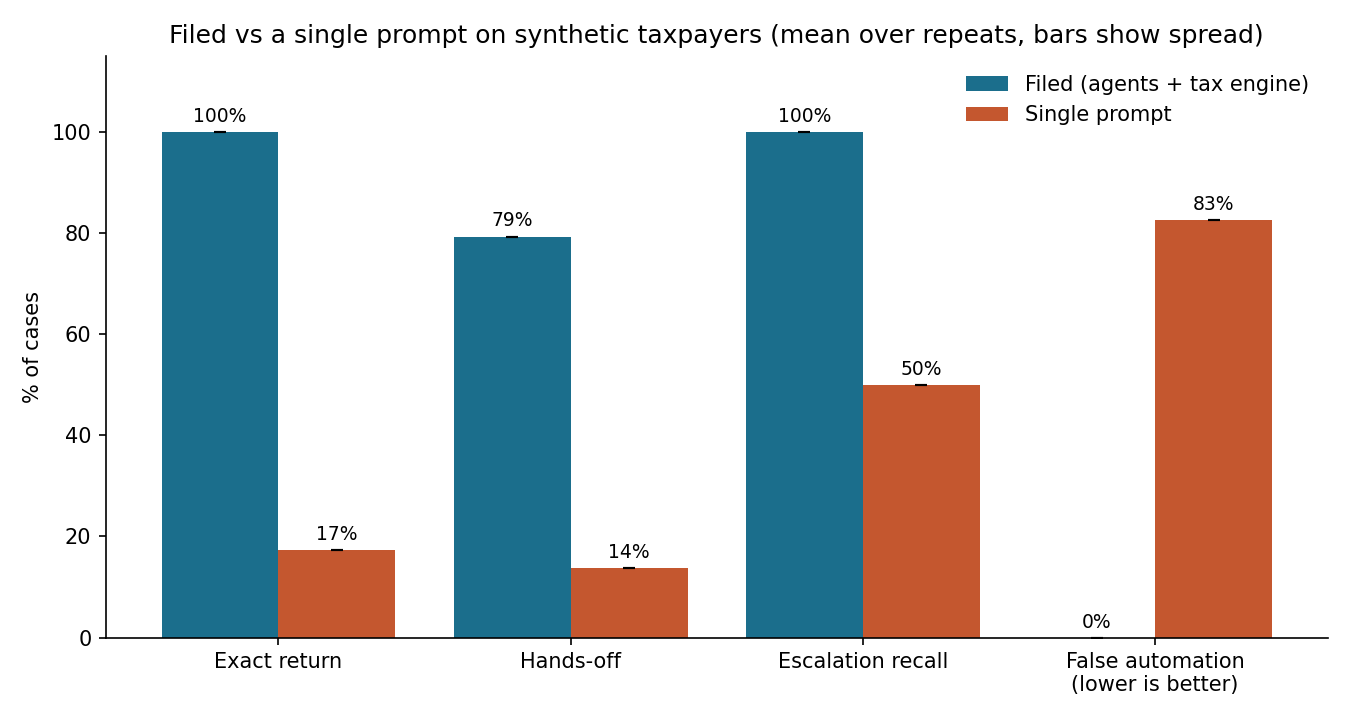 Filed vs a single prompt on synthetic taxpayers (mean over repeats, bars show spread)
Filed (agents + tax engine)
Single prompt
% of cases
100
80
60
40
20
0
100%
17%
79%
14%
100%
50%
0%
83%
Exact return
Hands-off
Escalation recall
False automation
(lower is better)